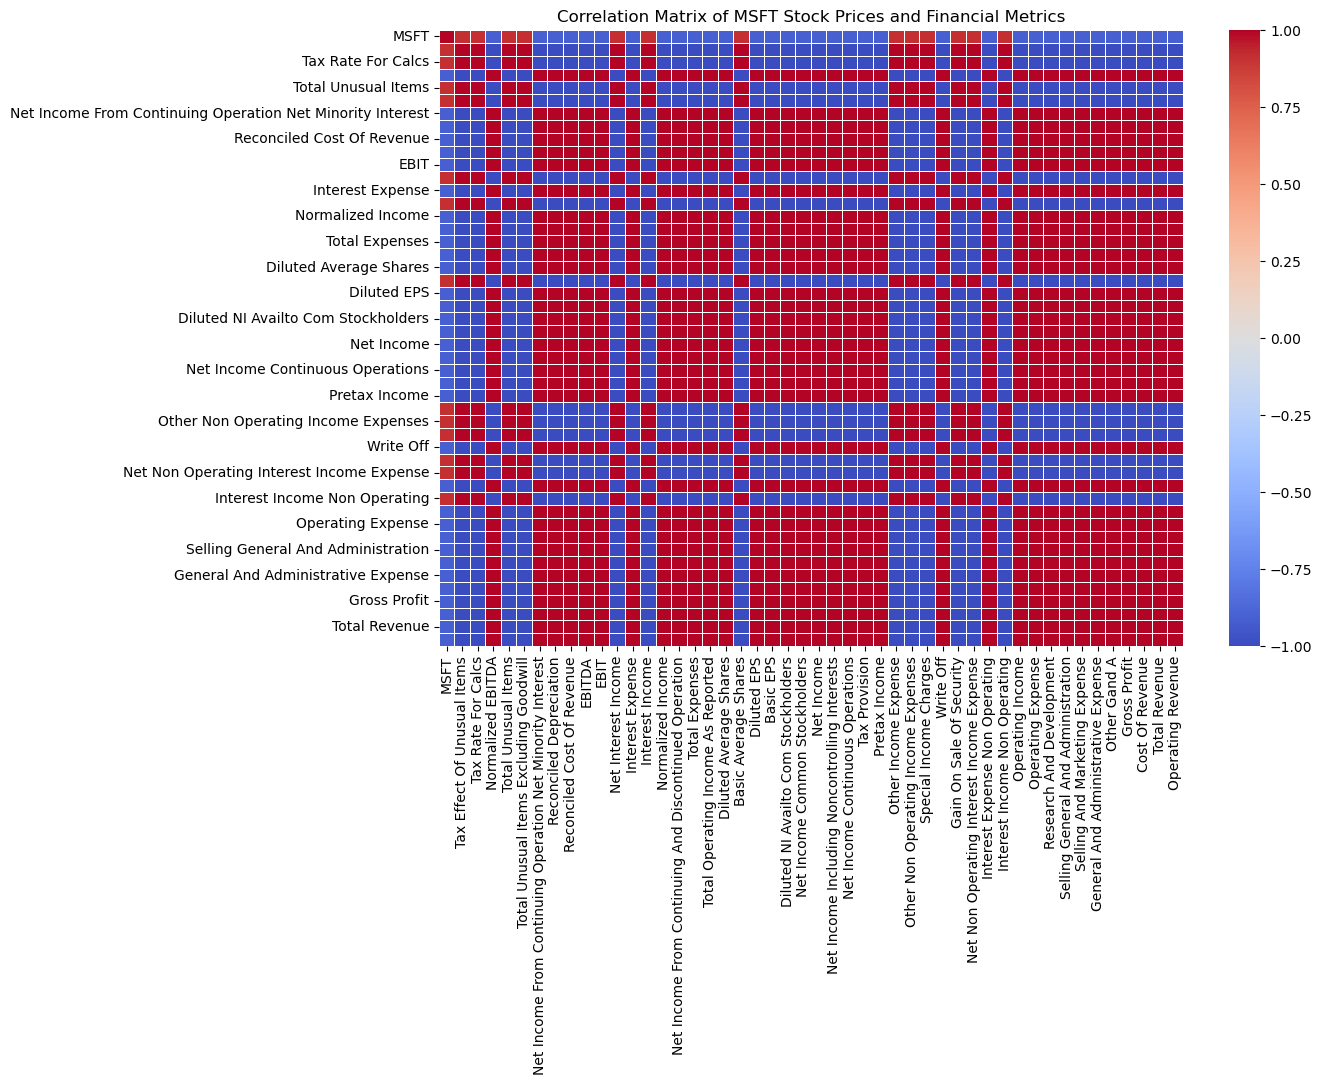 Correlation Matrix of MSFT Stock Prices and Financial Metrics
MSFT
Tax Rate For Calcs
Total Unusual Items
Net Income From Continuing Operation Net Minority Interest
Reconciled Cost Of Revenue
EBIT
Interest Expense
Normalized Income
Total Expenses
Diluted Average Shares
Diluted EPS
Diluted NI Availto Com Stockholders
Net Income
Net Income Continuous Operations
Pretax Income
Other Non Operating Income Expenses
Write Off
Net Non Operating Interest Income Expense
Interest Income Non Operating
Operating Expense
Selling General And Administration
General And Administrative Expense
Gross Profit
Total Revenue
MSFT
Tax Effect Of Unusual Items
Tax Rate For Calcs
Normalized EBITDA
Total Unusual Items
Total Unusual Items Excluding Goodwill
Net Income From Continuing Operation Net Minority Interest
Reconciled Depreciation
Reconciled Cost Of Revenue
EBITDA
EBIT
Net Interest Income
Interest Expense
Interest Income
Normalized Income
Net Income From Continuing And Discontinued Operation
Total Expenses
Total Operating Income As Reported
Diluted Average Shares
Basic Average Shares
Diluted EPS
Basic EPS
Diluted NI Availto Com Stockholders
Net Income Common Stockholders
Net Income
Net Income Including Noncontrolling Interests
Net Income Continuous Operations
Tax Provision
Pretax Income
Other Income Expense
Other Non Operating Income Expenses
Special Income Charges
Write Off
Gain On Sale Of Security
Net Non Operating Interest Income Expense
Interest Expense Non Operating
Interest Income Non Operating
Operating Income
Operating Expense
Research And Development
Selling General And Administration
Selling And Marketing Expense
General And Administrative Expense
Other Gand A
Gross Profit
Cost Of Revenue
Total Revenue
Operating Revenue
1.00
0.75
0.50
0.25
0.00
−0.25
−0.50
−0.75
−1.00